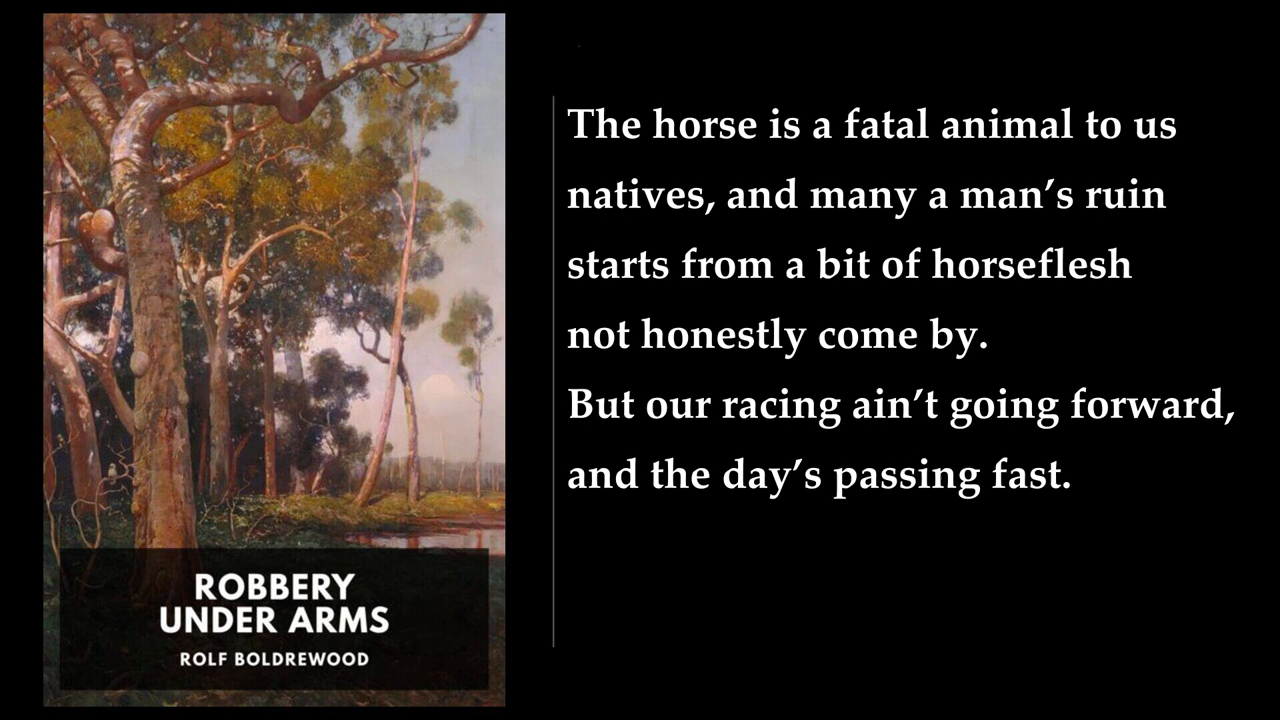 ROBBERY
UNDER ARMS
ROLF BOLDREWOOD
The horse is a fatal animal to us
natives, and many a man’s ruin
starts from a bit of horseflesh
not honestly come by.
But our racing ain’t going forward,
and the day’s passing fast.